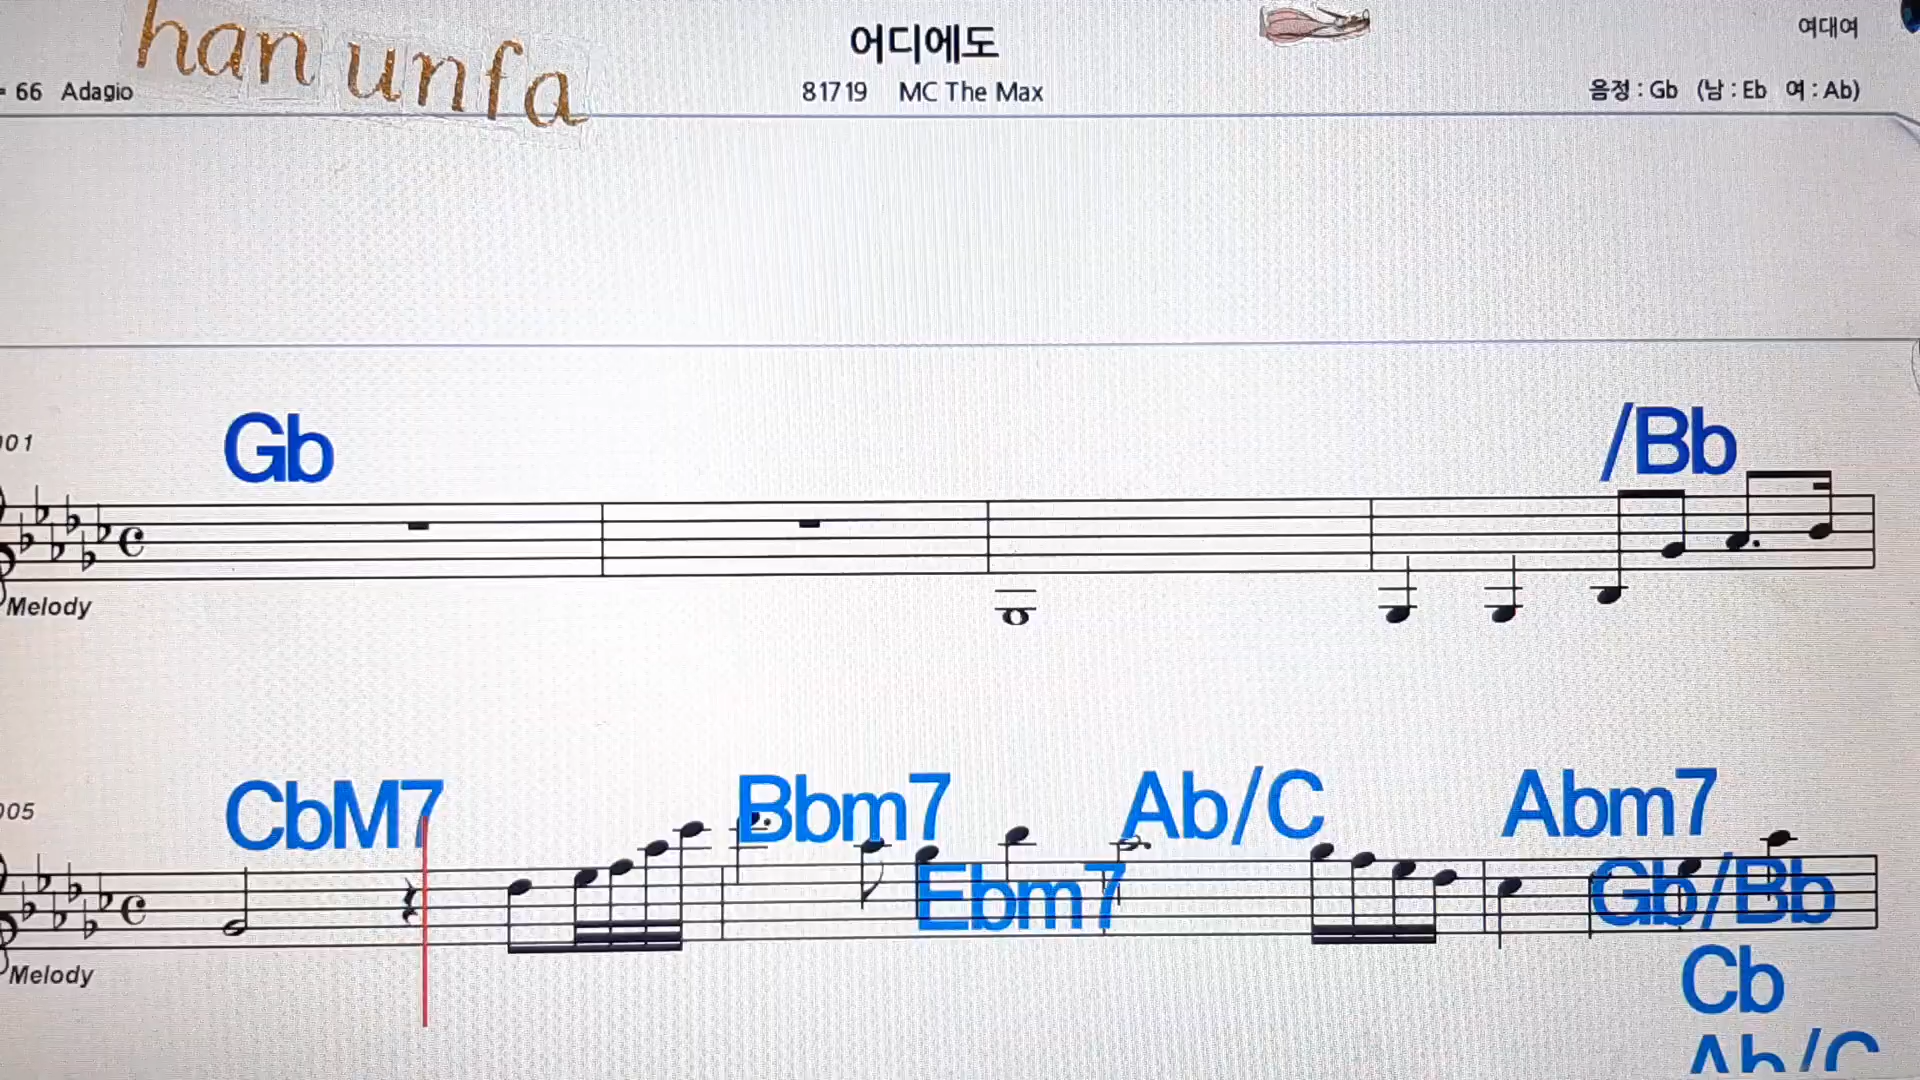 han unfa
어디에도
여대여
= 66 Adagio
81719 MC The Max
음정 : Gb (남 : Eb 여 : Ab)
001
Gb
/Bb
Melody
005
CbM7
Bbm7
Ebm7
Ab/C
Abm7
Gb/Bb
Cb
Ab/C
Melody